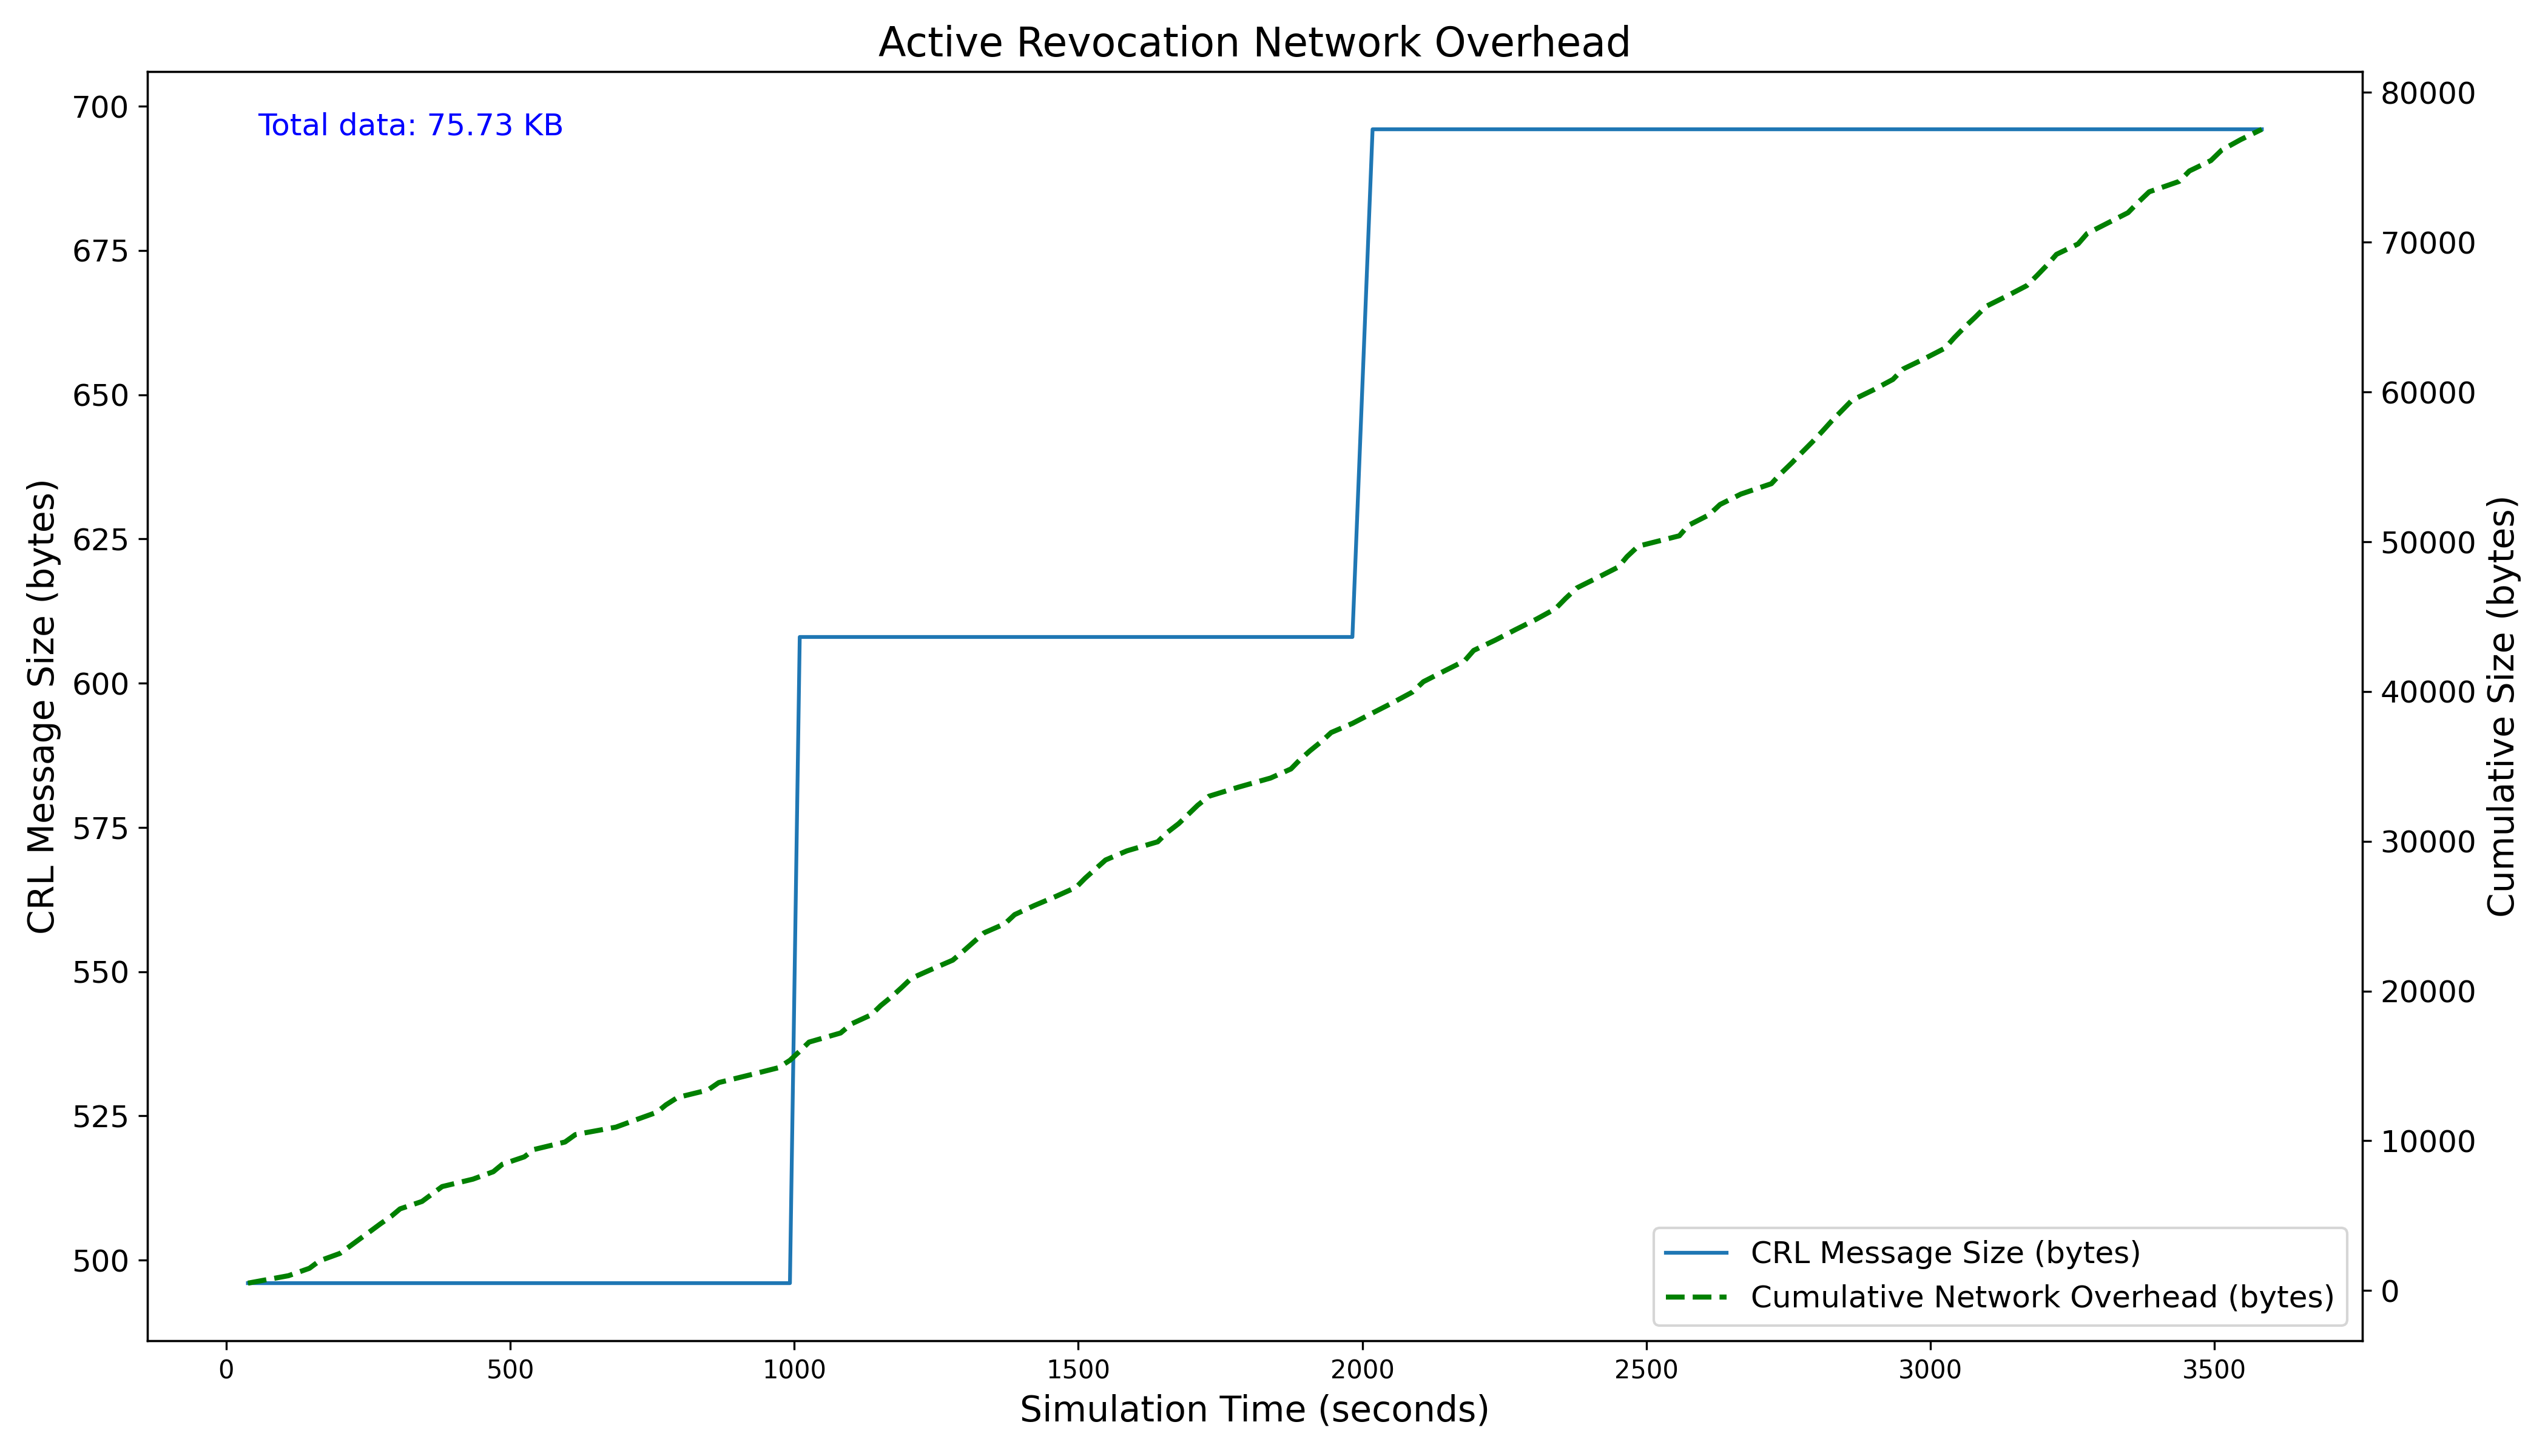 Active Revocation Network Overhead
Total data: 75.73 KB
CRL Message Size (bytes)
700
675
650
625
600
575
550
525
500
80000
70000
60000
50000
40000
30000
20000
10000
0
Cumulative Size (bytes)
CRL Message Size (bytes)
Cumulative Network Overhead (bytes)
0 500 1000 1500 2000 2500 3000 3500
Simulation Time (seconds)